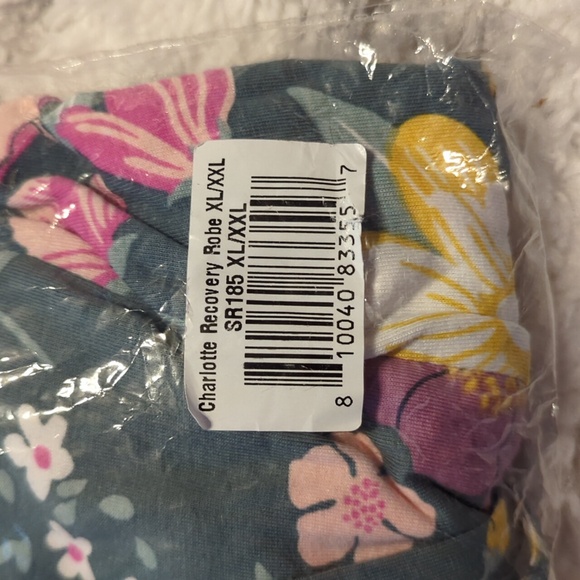 Charlotte Recovery Robe XL/XXL
SR185 XL/XXL
8 10040 83355 7